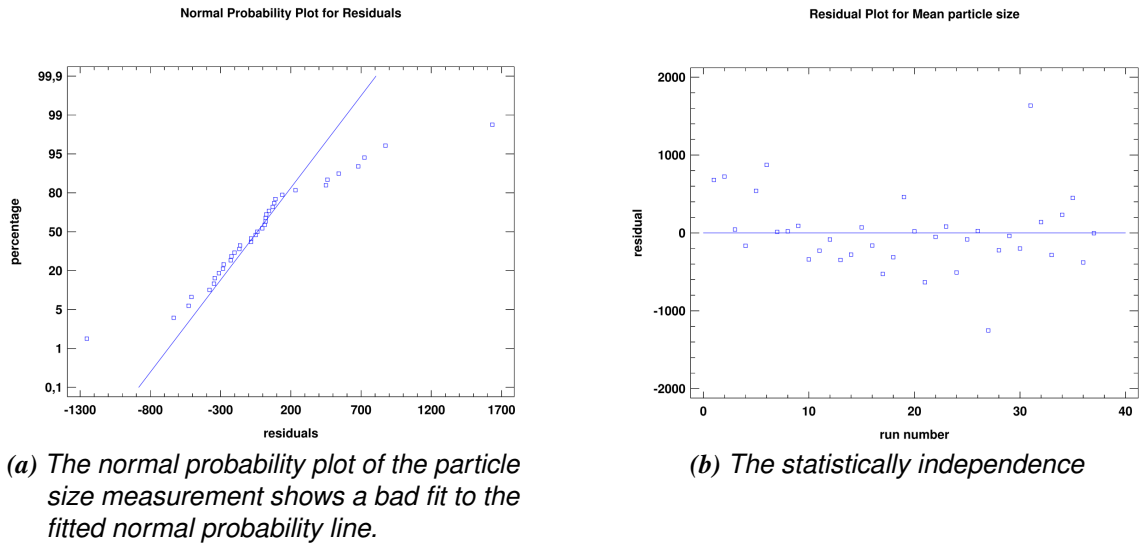 Normal Probability Plot for Residuals
99,9
99
95
80
50
20
5
1
0,1
percentage
-1300 -800 -300 200 700 1200 1700
residuals
(a) The normal probability plot of the particle
size measurement shows a bad fit to the
fitted normal probability line.
Residual Plot for Mean particle size
2000
1000
0
-1000
-2000
residual
0 10 20 30 40
run number
(b) The statistically independence